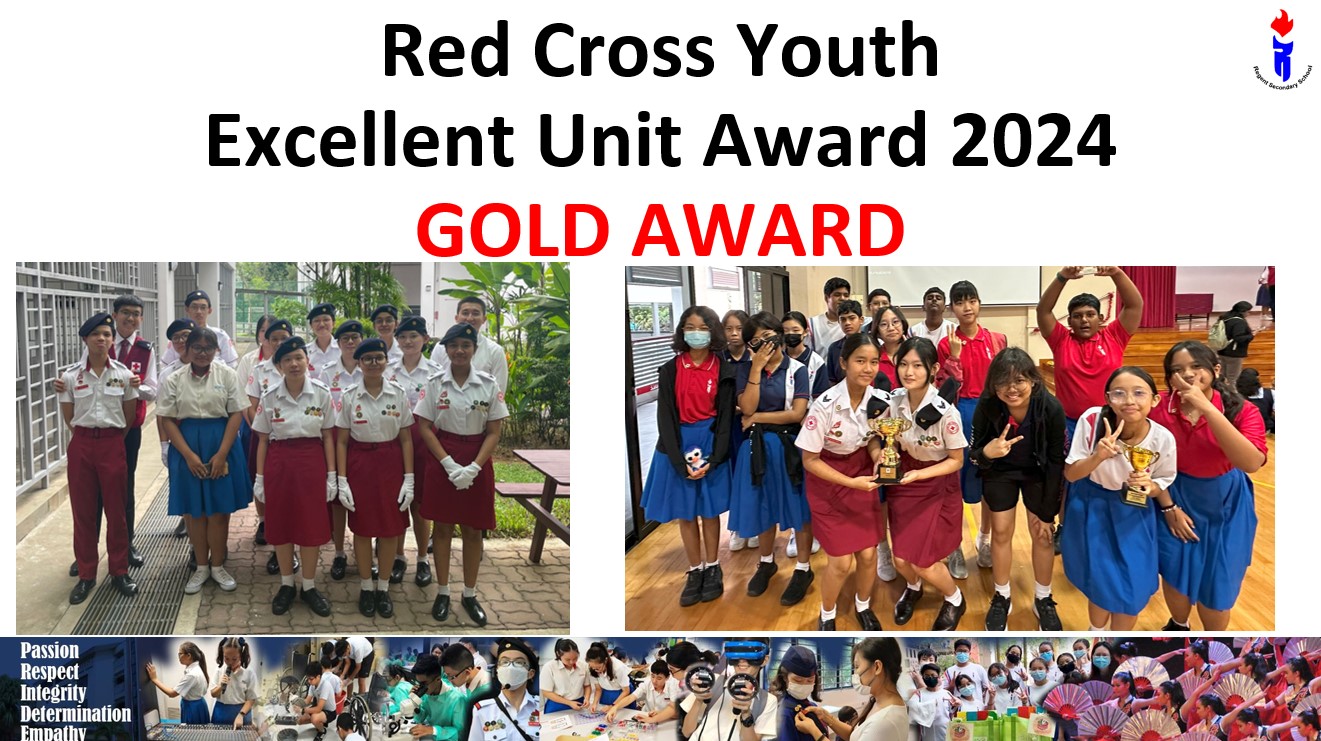 Red Cross Youth
Excellent Unit Award 2024
GOLD AWARD
Regent Secondary School
Passion
Respect
Integrity
Determination
Empathy